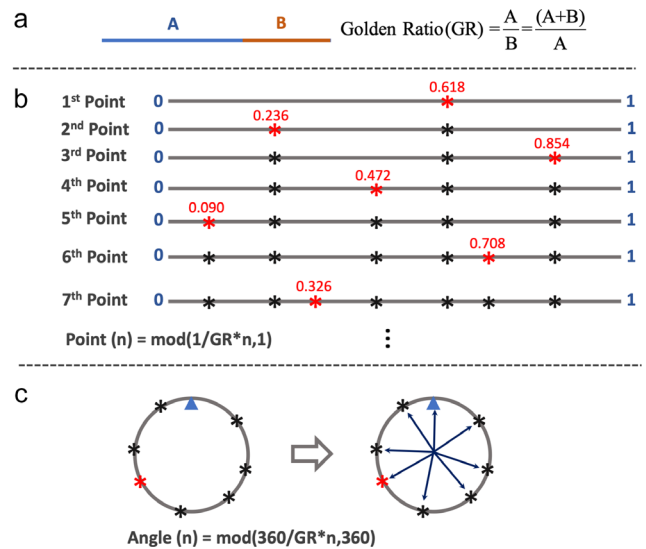 a
A B Golden Ratio(GR) = A/B = (A+B)/A
b
0.618
1st Point 0 1
0.236
2nd Point 0 1
0.854
3rd Point 0 1
0.472
4th Point 0 1
0.090
5th Point 0 1
0.708
6th Point 0 1
0.326
7th Point 0 1
Point (n) = mod(1/GR*n,1) ⋮
c
Angle (n) = mod(360/GR*n,360)